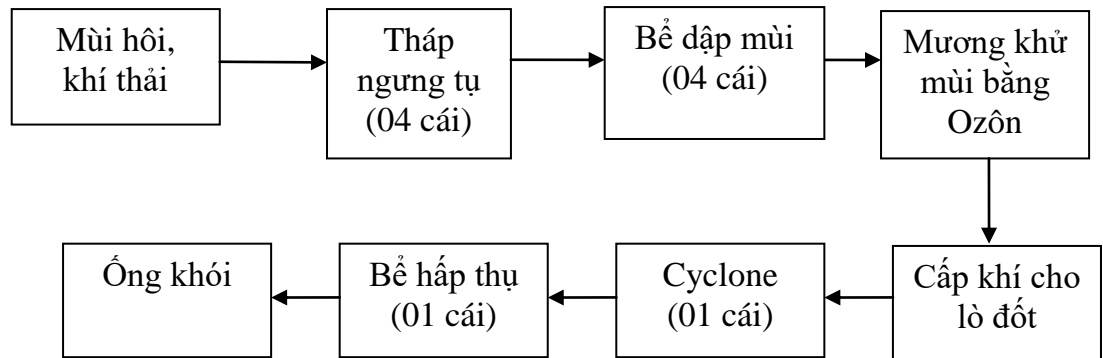 Mùi hôi,
khí thải
Tháp
ngưng tụ
(04 cái)
Bể dập mùi
(04 cái)
Mương khử
mùi bằng
Ozôn
Cấp khí cho
lò đốt
Cyclone
(01 cái)
Bể hấp thụ
(01 cái)
Ống khói